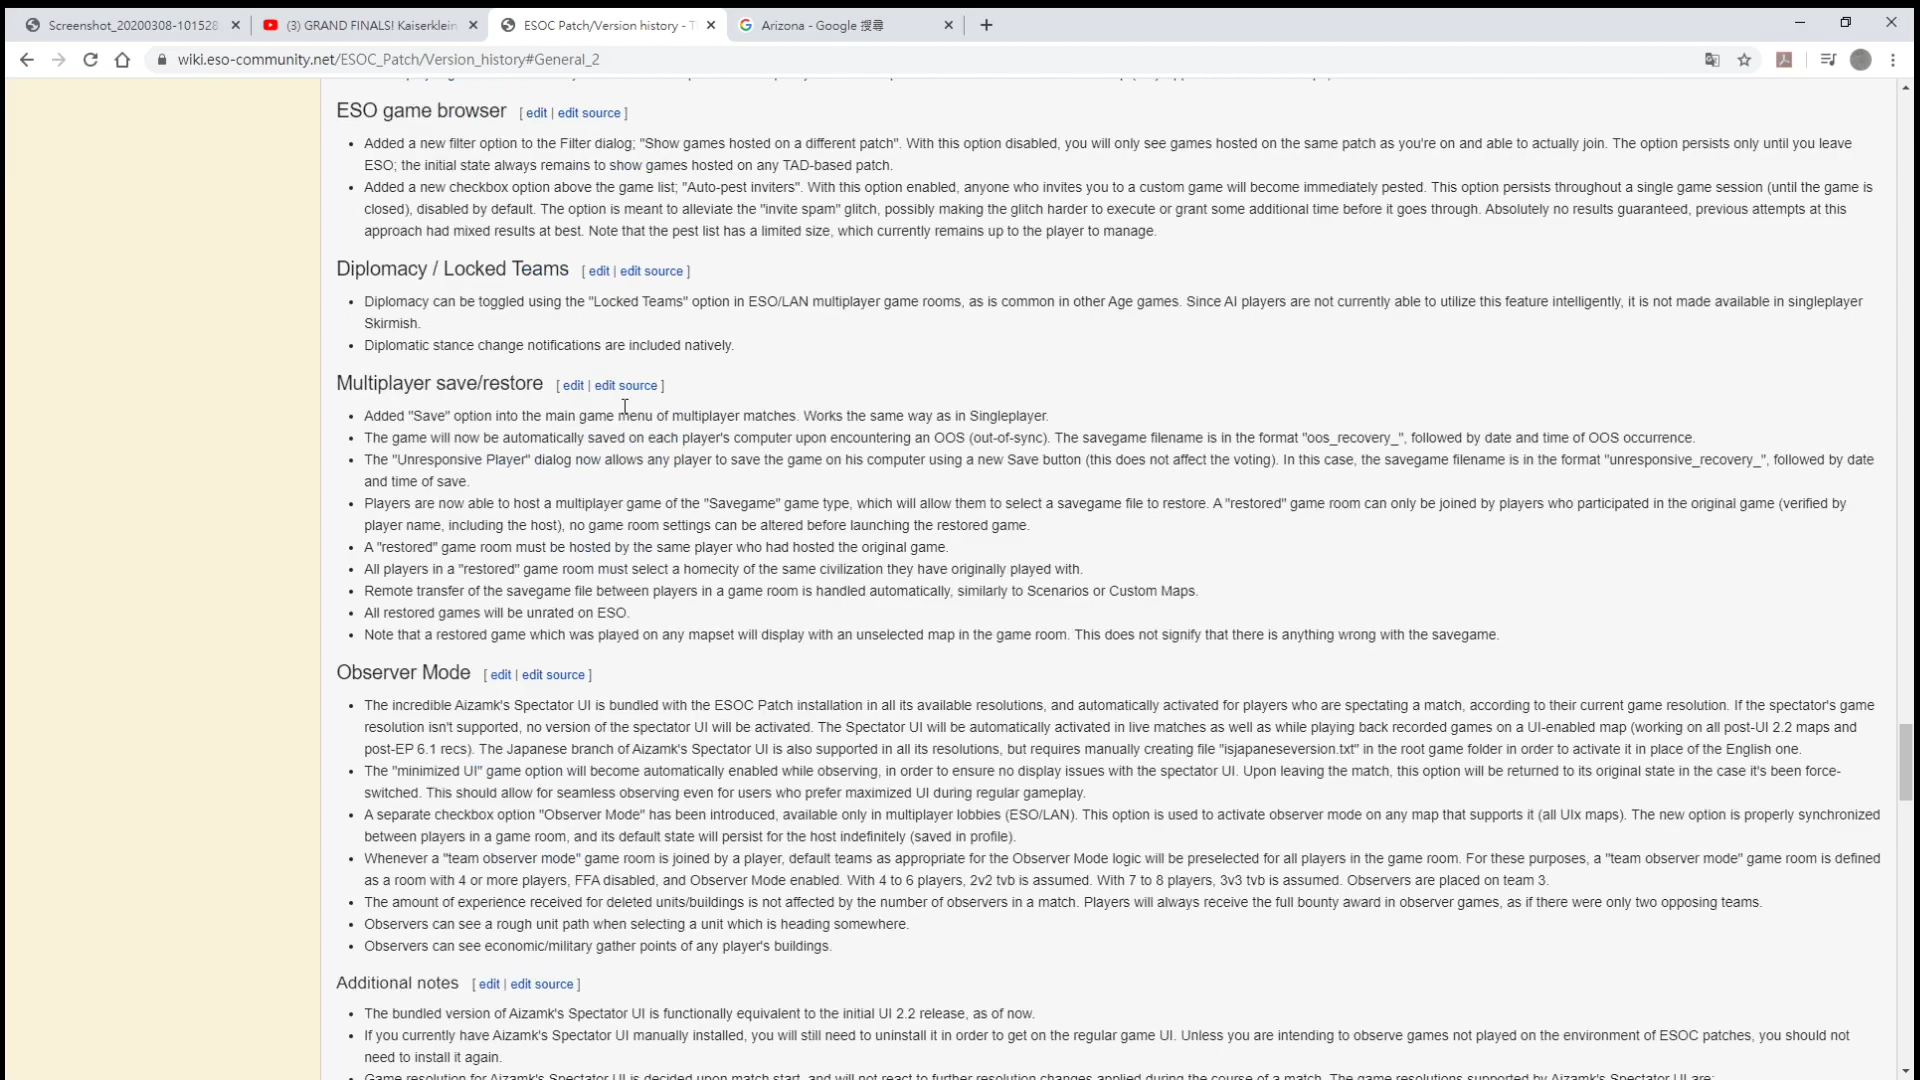 Screenshot_20200308-101528
(3) GRAND FINALS! Kaiserklein
ESOC Patch/Version history - T
Arizona - Google 搜尋
wiki.eso-community.net/ESOC_Patch/Version_history#General_2
ESO game browser [ edit | edit source ]
Added a new filter option to the Filter dialog; "Show games hosted on a different patch". With this option disabled, you will only see games hosted on the same patch as you're on and able to actually join. The option persists only until you leave
ESO; the initial state always remains to show games hosted on any TAD-based patch.
Added a new checkbox option above the game list; "Auto-pest inviters". With this option enabled, anyone who invites you to a custom game will become immediately pested. This option persists throughout a single game session (until the game is
closed), disabled by default. The option is meant to alleviate the "invite spam" glitch, possibly making the glitch harder to execute or grant some additional time before it goes through. Absolutely no results guaranteed, previous attempts at this
approach had mixed results at best. Note that the pest list has a limited size, which currently remains up to the player to manage.
Diplomacy / Locked Teams [ edit | edit source ]
Diplomacy can be toggled using the "Locked Teams" option in ESO/LAN multiplayer game rooms, as is common in other Age games. Since AI players are not currently able to utilize this feature intelligently, it is not made available in singleplayer
Skirmish.
Diplomatic stance change notifications are included natively.
Multiplayer save/restore [ edit | edit source ]
Added "Save" option into the main game menu of multiplayer matches. Works the same way as in Singleplayer.
The game will now be automatically saved on each player's computer upon encountering an OOS (out-of-sync). The savegame filename is in the format "oos_recovery_", followed by date and time of OOS occurrence.
The "Unresponsive Player" dialog now allows any player to save the game on his computer using a new Save button (this does not affect the voting). In this case, the savegame filename is in the format "unresponsive_recovery_", followed by date
and time of save.
Players are now able to host a multiplayer game of the "Savegame" game type, which will allow them to select a savegame file to restore. A "restored" game room can only be joined by players who participated in the original game (verified by
player name, including the host), no game room settings can be altered before launching the restored game.
A "restored" game room must be hosted by the same player who had hosted the original game.
All players in a "restored" game room must select a homecity of the same civilization they have originally played with.
Remote transfer of the savegame file between players in a game room is handled automatically, similarly to Scenarios or Custom Maps.
All restored games will be unrated on ESO.
Note that a restored game which was played on any mapset will display with an unselected map in the game room. This does not signify that there is anything wrong with the savegame.
Observer Mode [ edit | edit source ]
The incredible Aizamk's Spectator UI is bundled with the ESOC Patch installation in all its available resolutions, and automatically activated for players who are spectating a match, according to their current game resolution. If the spectator's game
resolution isn't supported, no version of the spectator UI will be activated. The Spectator UI will be automatically activated in live matches as well as while playing back recorded games on a UI-enabled map (working on all post-UI 2.2 maps and
post-EP 6.1 recs). The Japanese branch of Aizamk's Spectator UI is also supported in all its resolutions, but requires manually creating file "isjapaneseversion.txt" in the root game folder in order to activate it in place of the English one.
The "minimized UI" game option will become automatically enabled while observing, in order to ensure no display issues with the spectator UI. Upon leaving the match, this option will be returned to its original state in the case it's been force-
switched. This should allow for seamless observing even for users who prefer maximized UI during regular gameplay.
A separate checkbox option "Observer Mode" has been introduced, available only in multiplayer lobbies (ESO/LAN). This option is used to activate observer mode on any map that supports it (all UIx maps). The new option is properly synchronized
between players in a game room, and its default state will persist for the host indefinitely (saved in profile).
Whenever a "team observer mode" game room is joined by a player, default teams as appropriate for the Observer Mode logic will be preselected for all players in the game room. For these purposes, a "team observer mode" game room is defined
as a room with 4 or more players, FFA disabled, and Observer Mode enabled. With 4 to 6 players, 2v2 tvb is assumed. With 7 to 8 players, 3v3 tvb is assumed. Observers are placed on team 3.
The amount of experience received for deleted units/buildings is not affected by the number of observers in a match. Players will always receive the full bounty award in observer games, as if there were only two opposing teams.
Observers can see a rough unit path when selecting a unit which is heading somewhere.
Observers can see economic/military gather points of any player's buildings.
Additional notes [ edit | edit source ]
The bundled version of Aizamk's Spectator UI is functionally equivalent to the initial UI 2.2 release, as of now.
If you currently have Aizamk's Spectator UI manually installed, you will still need to uninstall it in order to get on the regular game UI. Unless you are intending to observe games not played on the environment of ESOC patches, you should not
need to install it again.
Game resolution for Aizamk's Spectator UI is decided upon match start, and will not react to further resolution changes applied during the course of a match. The game resolutions supported by Aizamk's Spectator UI are: